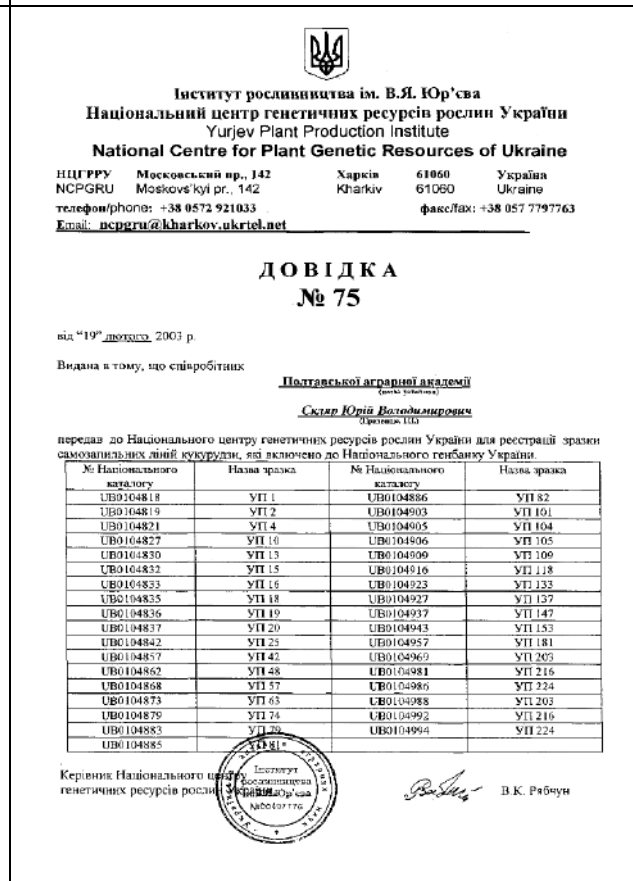 Інститут рослинництва ім. В.Я. Юр'єва
Національний центр генетичних ресурсів рослин України
Yurjev Plant Production Institute
National Centre for Plant Genetic Resources of Ukraine
НЦГРРУ Московський пр., 142 Харків 61060 Україна
NCPGRU Moskovs'kyi pr., 142 Kharkiv 61060 Ukraine
телефон/phone: +38 0572 921033 факс/fax: +38 057 7797763
Email: ncpgru@kharkov.ukrtel.net
ДОВІДКА
№ 75
від "19" лютого 2003 р.
Видана в тому, що співробітник
Полтавської аграрної академії
Скляр Юрій Володимирович
передав до Національного центру генетичних ресурсів рослин України для реєстрації зразки
самозапильних ліній кукурудзи, які включено до Національного генбанку України.
№ Національного каталогу Назва зразка № Національного каталогу Назва зразка
UB0104818 УП 1 UB0104886 УП 82
UB0104819 УП 2 UB0104903 УП 101
UB0104821 УП 4 UB0104905 УП 104
UB0104827 УП 10 UB0104906 УП 105
UB0104830 УП 13 UB0104909 УП 109
UB0104832 УП 15 UB0104916 УП 118
UB0104833 УП 16 UB0104923 УП 133
UB0104835 УП 18 UB0104927 УП 137
UB0104836 УП 19 UB0104937 УП 147
UB0104837 УП 20 UB0104943 УП 153
UB0104842 УП 25 UB0104957 УП 181
UB0104857 УП 42 UB0104969 УП 203
UB0104862 УП 48 UB0104981 УП 216
UB0104868 УП 57 UB0104986 УП 224
UB0104873 УП 63 UB0104988 УП 203
UB0104879 УП 74 UB0104992 УП 216
UB0104883 УП 79 UB0104994 УП 224
UB0104885 УП 81
Керівник Національного центру
генетичних ресурсів рослин України
Інститут
рослинництва
ім. В.Я. Юр'єва
В.К. Рябчун